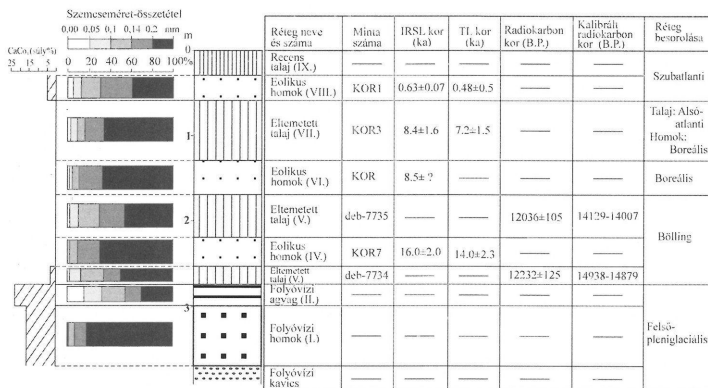 Szemcseméret-összetétel
0,00 0,05 0,1 0,14 0,2 mm
CaCo₃(súly%)
25 15 5
0 20 40 60 80 100%
m
0
1
2
3
Réteg neve és száma Minta száma IRSL kor (ka) TL kor (ka) Radiokarbon kor (B.P.) Kalibrált radiokarbon kor (B.P.) Réteg besorolása
Recens talaj (IX.) — — — — —
Szubatlanti
Eolikus homok (VIII.) KOR1 0.63±0.07 0.48±0.5 — —
Eltemetett talaj (VII.) KOR3 8.4±1.6 7.2±1.5 — — Talaj: Alsó-atlanti Homok: Boreális
Eolikus homok (VI.) KOR 8.5± ? — — — Boreális
Eltemetett talaj (V.) deb-7735 — — 12036±105 14129-14007
Bölling
Eolikus homok (IV.) KOR7 16.0±2.0 14.0±2.3 — —
Eltemetett talaj (V.) deb-7734 — — 12232±125 14938-14879
Folyóvízi agyag (II.) — — — — —
Folyóvízi homok (I.) — — — — — Felső-pleniglaciális
Folyóvízi kavics — — — — —